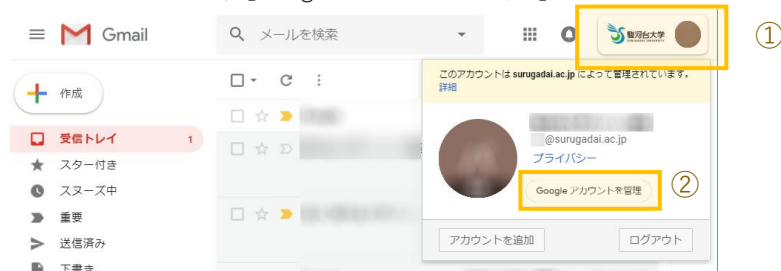 Gmail
メールを検索
駿河台大学
①
作成
受信トレイ 1
スター付き
スヌーズ中
重要
送信済み
下書き
このアカウントは surugadai.ac.jp によって管理されています。
詳細
@surugadai.ac.jp
プライバシー
Google アカウントを管理
②
アカウントを追加
ログアウト